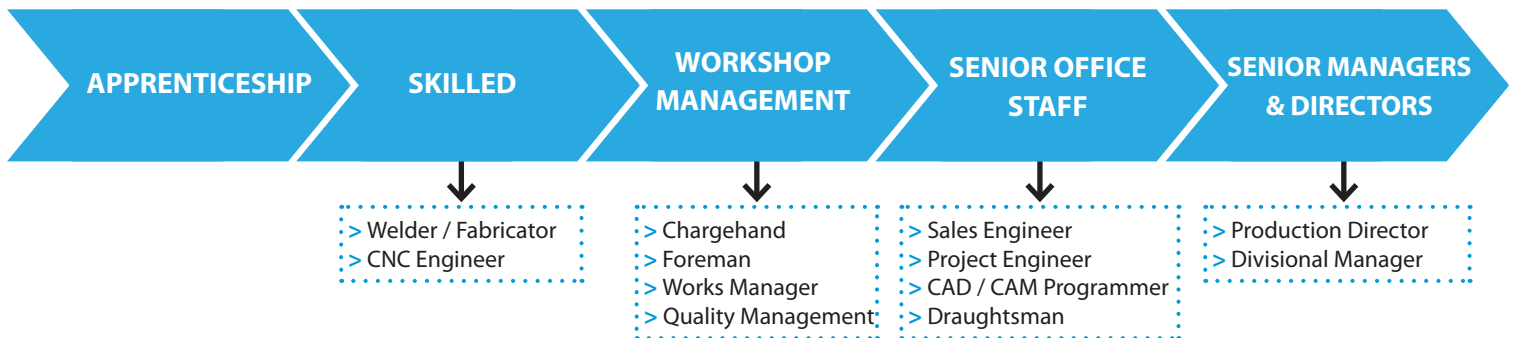 APPRENTICESHIP
SKILLED
WORKSHOP
MANAGEMENT
SENIOR OFFICE
STAFF
SENIOR MANAGERS
& DIRECTORS
> Welder / Fabricator
> CNC Engineer
> Chargehand
> Foreman
> Works Manager
> Quality Management
> Sales Engineer
> Project Engineer
> CAD / CAM Programmer
> Draughtsman
> Production Director
> Divisional Manager